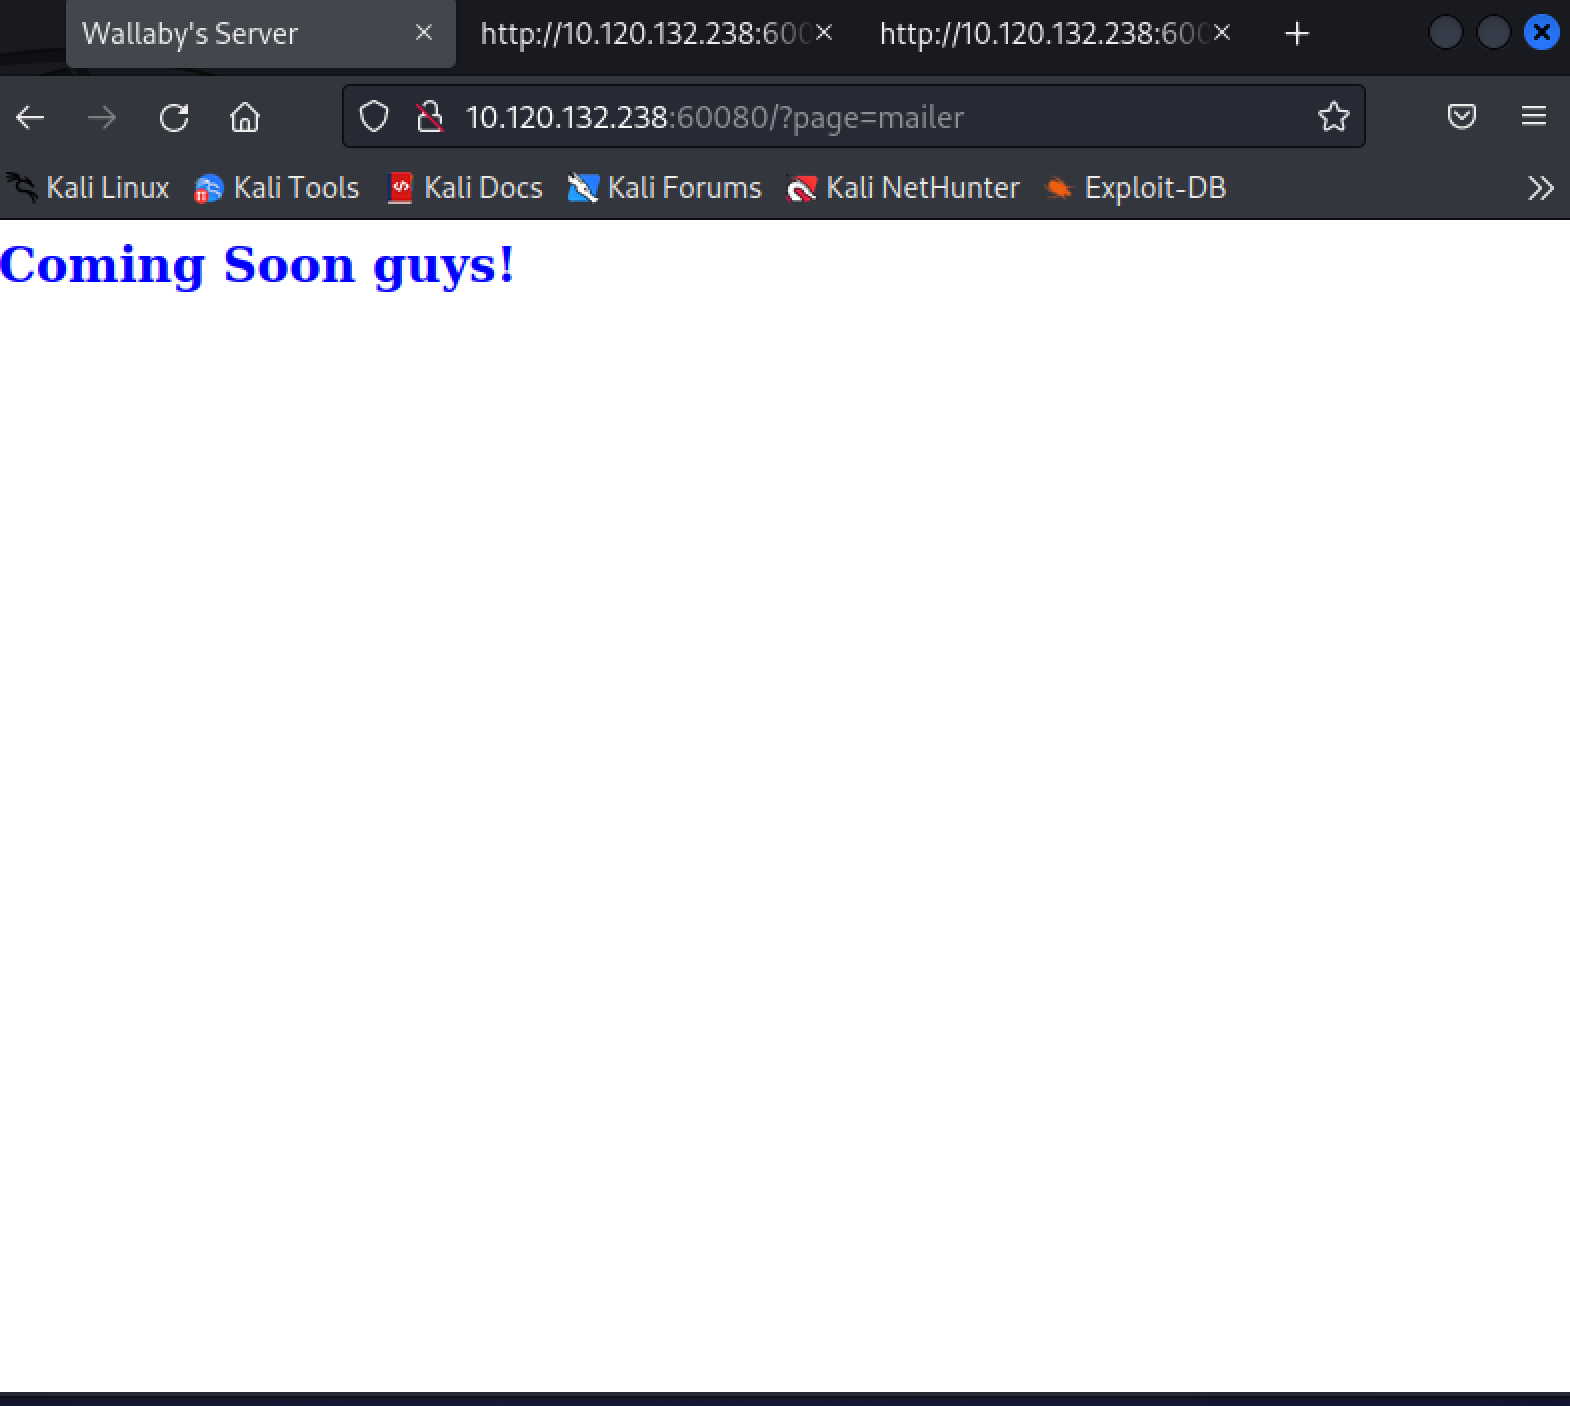 Wallaby's Server
http://10.120.132.238:600
http://10.120.132.238:600
10.120.132.238:60080/?page=mailer
Kali Linux
Kali Tools
Kali Docs
Kali Forums
Kali NetHunter
Exploit-DB
Coming Soon guys!